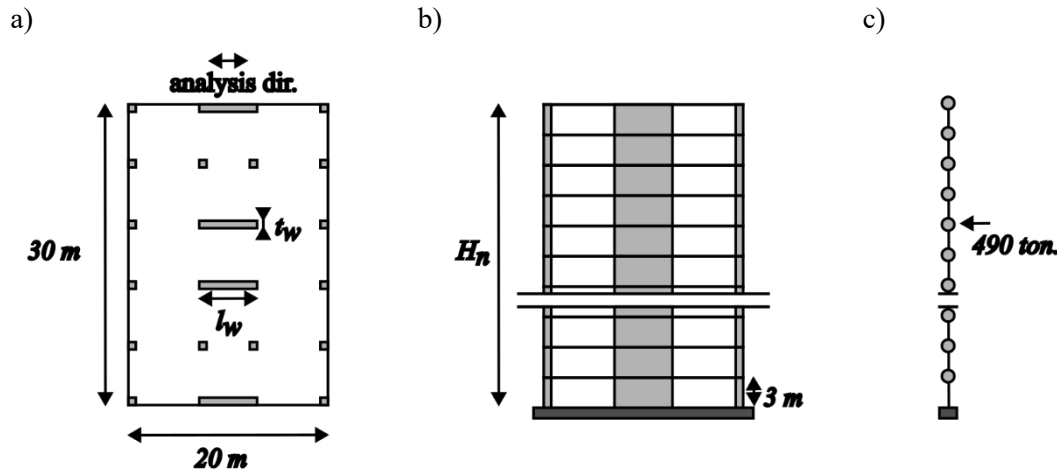 a)
b)
c)
analysis dir.
30 m
t_w
l_w
20 m
H_n
3 m
490 ton.